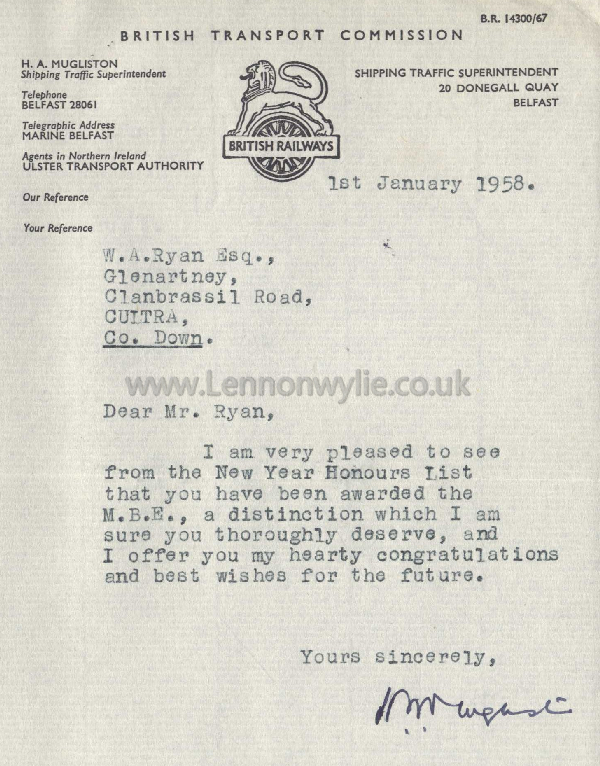 B.R. 14300/67
BRITISH TRANSPORT COMMISSION
H. A. MUGLISTON
Shipping Traffic Superintendent
Telephone
BELFAST 28061
Telegraphic Address
MARINE BELFAST
Agents in Northern Ireland
ULSTER TRANSPORT AUTHORITY
Our Reference
Your Reference
BRITISH RAILWAYS
SHIPPING TRAFFIC SUPERINTENDENT
20 DONEGALL QUAY
BELFAST
1st January 1958.
W.A.Ryan Esq.,
Glenartney,
Clanbrassil Road,
CUITRA,
Co. Down.
www.Lennonwylie.co.uk
Dear Mr. Ryan,
I am very pleased to see
from the New Year Honours List
that you have been awarded the
M.B.E., a distinction which I am
sure you thoroughly deserve, and
I offer you my hearty congratulations
and best wishes for the future.
Yours sincerely,
H A Mugliston